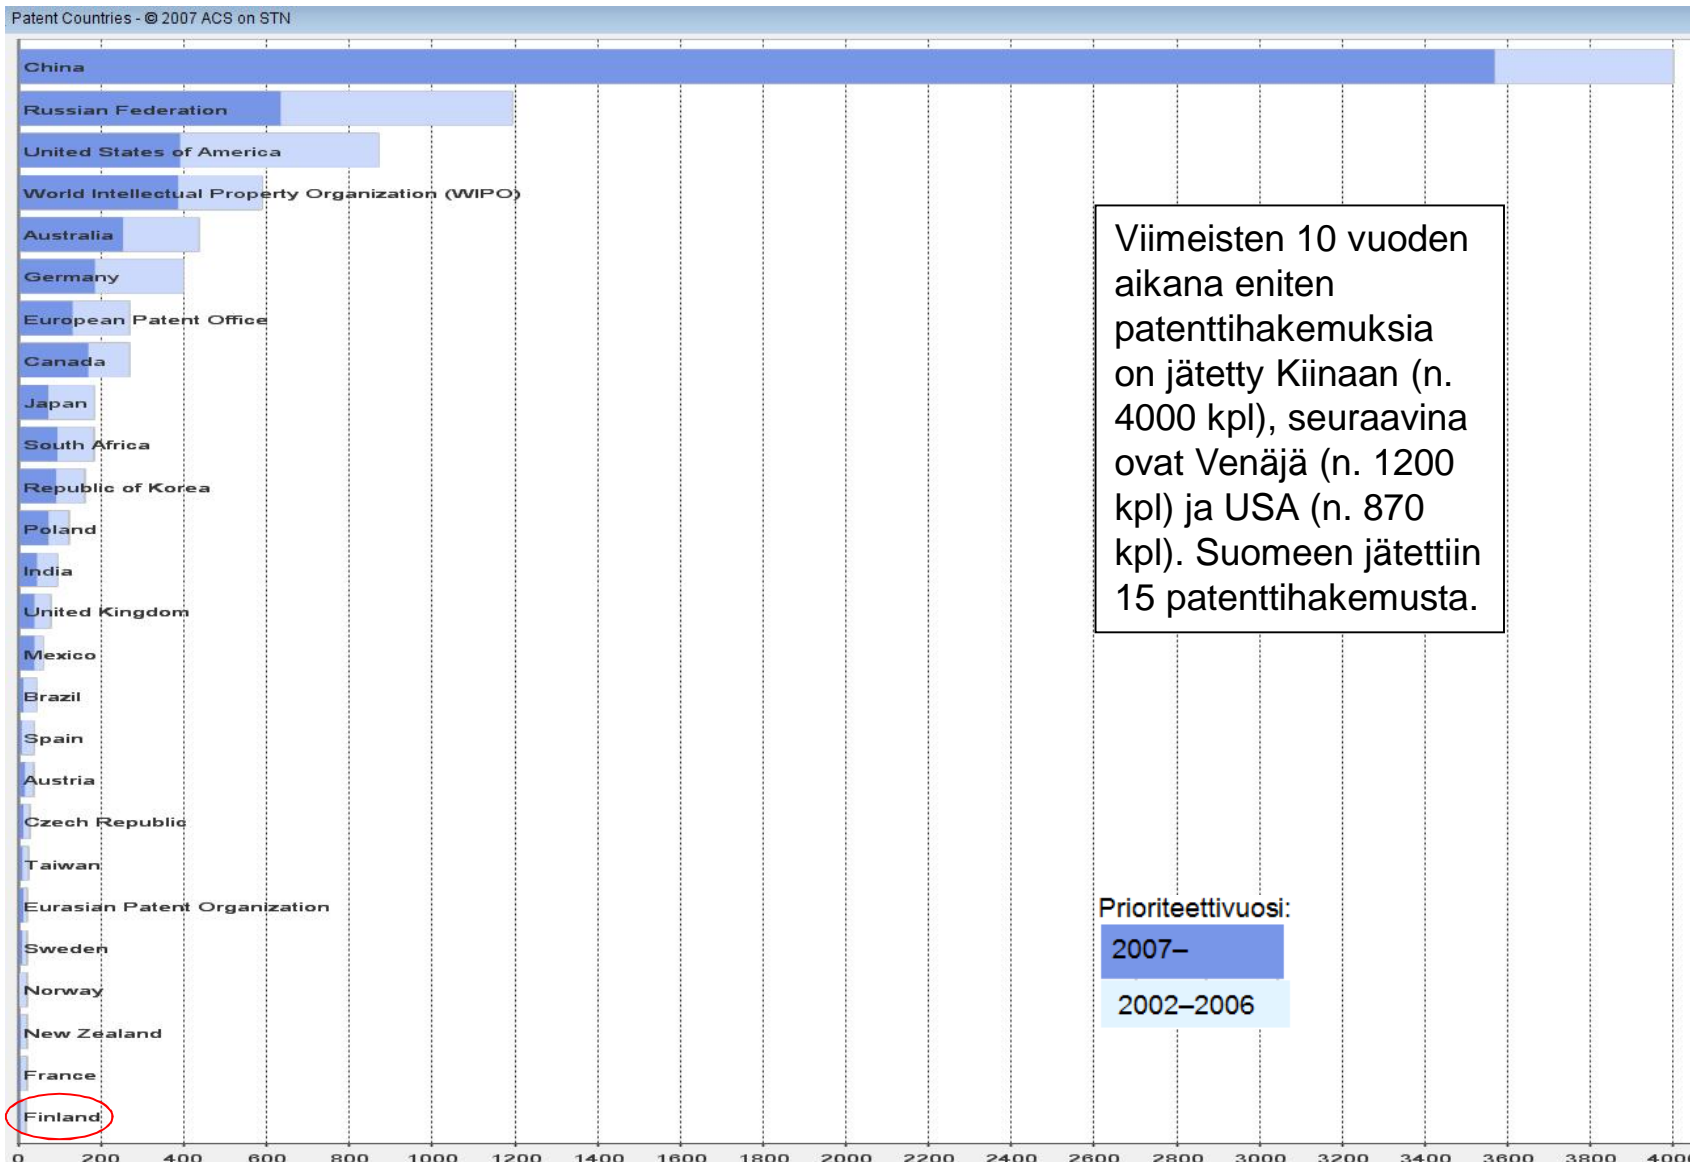 Patent Countries - © 2007 ACS on STN
China
Russian Federation
United States of America
World Intellectual Property Organization (WIPO)
Australia
Germany
European Patent Office
Canada
Japan
South Africa
Republic of Korea
Poland
India
United Kingdom
Mexico
Brazil
Spain
Austria
Czech Republic
Taiwan
Eurasian Patent Organization
Sweden
Norway
New Zealand
France
Finland
Viimeisten 10 vuoden
aikana eniten
patenttihakemuksia
on jätetty Kiinaan (n.
4000 kpl), seuraavina
ovat Venäjä (n. 1200
kpl) ja USA (n. 870
kpl). Suomeen jätettiin
15 patenttihakemusta.
Prioriteettivuosi:
2007–
2002–2006
0 200 400 600 800 1000 1200 1400 1600 1800 2000 2200 2400 2600 2800 3000 3200 3400 3600 3800 4000